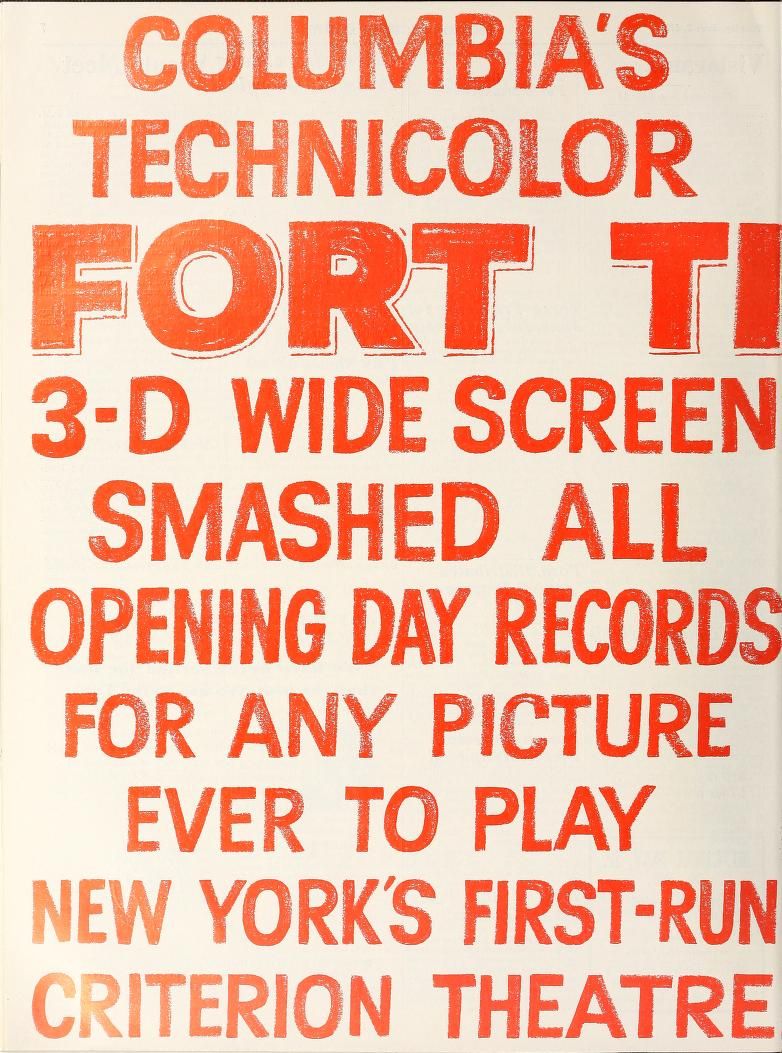 COLUMBIA'S
TECHNICOLOR
FORT TI
3-D WIDE SCREEN
SMASHED ALL
OPENING DAY RECORDS
FOR ANY PICTURE
EVER TO PLAY
NEW YORK'S FIRST-RUN
CRITERION THEATRE